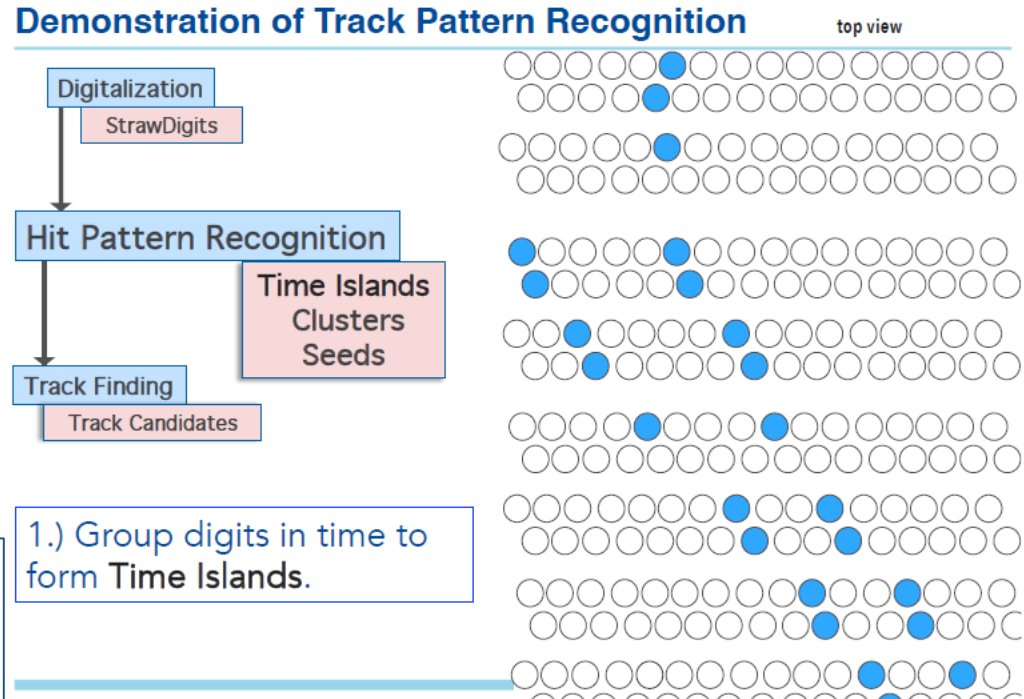 Demonstration of Track Pattern Recognition
top view
Digitalization
StrawDigits
Hit Pattern Recognition
Time Islands
Clusters
Seeds
Track Finding
Track Candidates
1.) Group digits in time to
form Time Islands.